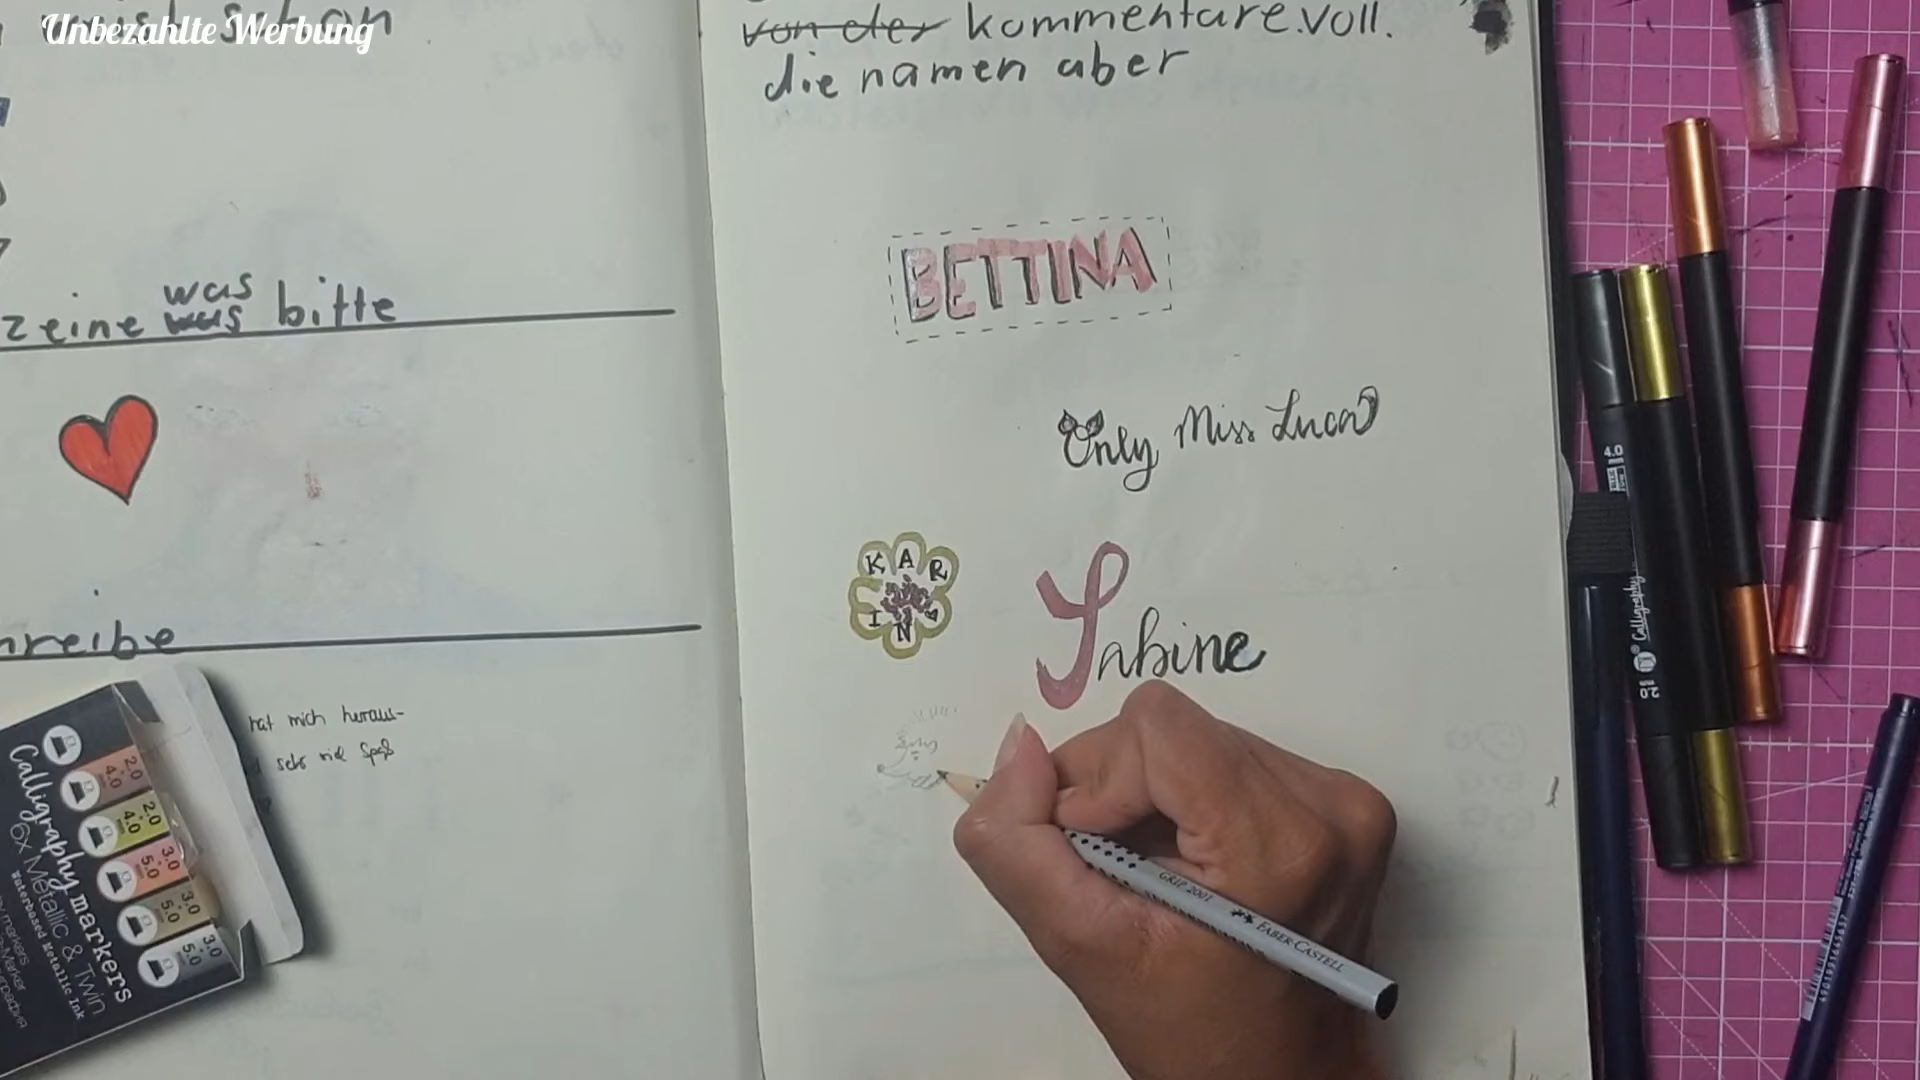 Unbezahlte Werbung
schon
was
zeine wus bitte
hreibe
hat mich heraus-
sehr viel Spaß
Calligraphy markers
6x Metallic & Twin
Waterbased Metallic Ink
2.0
4.0
2.0
4.0
3.0
5.0
3.0
5.0
3.0
5.0
von der kommentare.voll.
die namen aber
BETTINA
Only Miss Luca
KARINA
Sabine
GRIP 2001 FABER CASTELL
4.0
Calligraphy
2.0